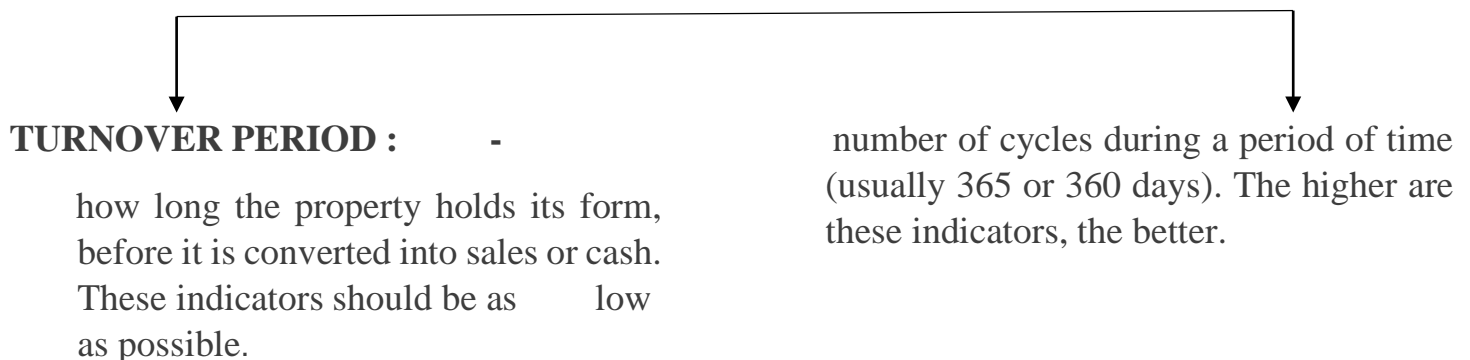 TURNOVER PERIOD : -
how long the property holds its form,
before it is converted into sales or cash.
These indicators should be as low
as possible.
number of cycles during a period of time
(usually 365 or 360 days). The higher are
these indicators, the better.